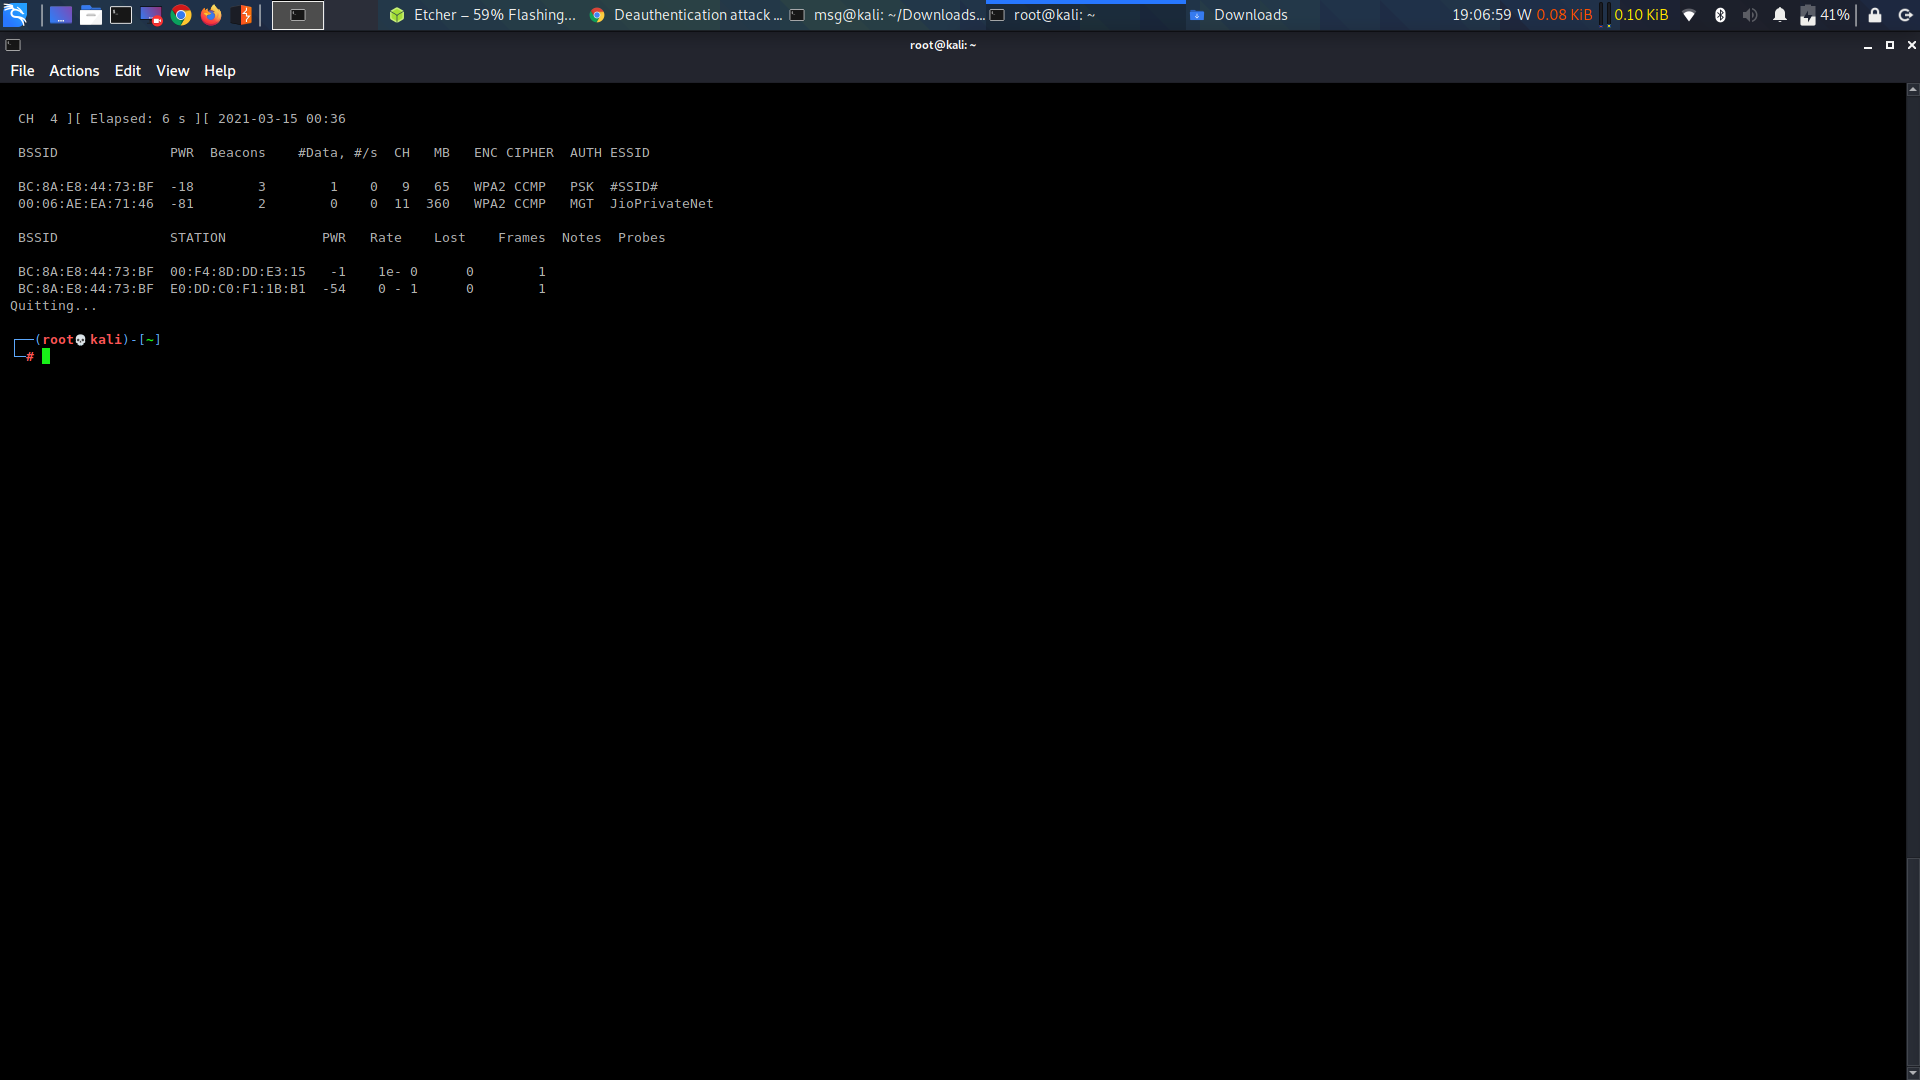 Etcher – 59% Flashing...
Deauthentication attack ...
msg@kali: ~/Downloads...
root@kali: ~
Downloads
19:06:59 W 0.08 KiB 0.10 KiB 41%
root@kali: ~
File Actions Edit View Help
CH 4 ][ Elapsed: 6 s ][ 2021-03-15 00:36
BSSID PWR Beacons #Data, #/s CH MB ENC CIPHER AUTH ESSID
BC:8A:E8:44:73:BF -18 3 1 0 9 65 WPA2 CCMP PSK #SSID#
00:06:AE:EA:71:46 -81 2 0 0 11 360 WPA2 CCMP MGT JioPrivateNet
BSSID STATION PWR Rate Lost Frames Notes Probes
BC:8A:E8:44:73:BF 00:F4:8D:DD:E3:15 -1 1e- 0 0 1
BC:8A:E8:44:73:BF E0:DD:C0:F1:1B:B1 -54 0 - 1 0 1
Quitting...
┌──(root💀kali)-[~]
└─#